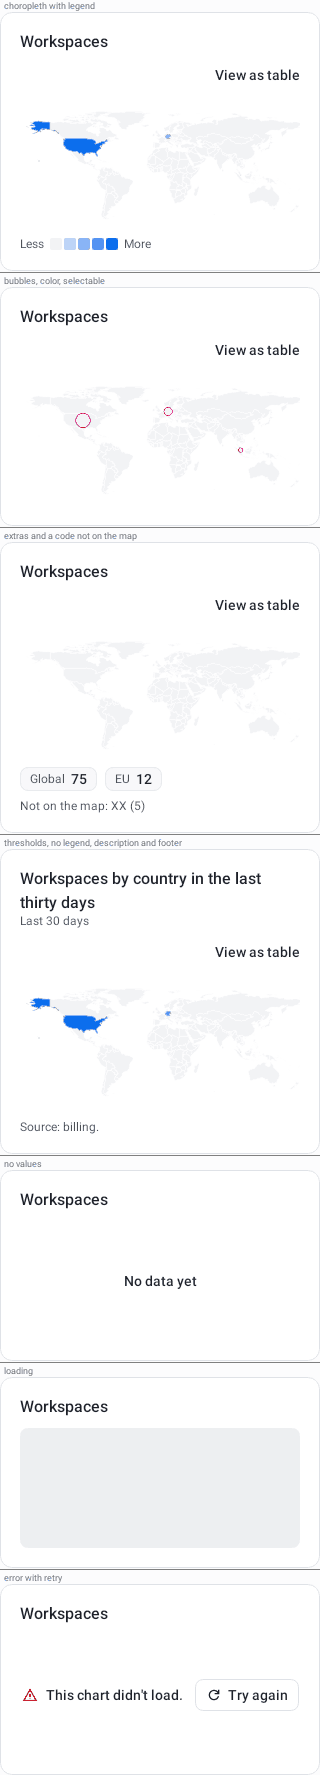 choropleth with legend
Workspaces
View as table
Less
More
bubbles, color, selectable
Workspaces
View as table
extras and a code not on the map
Workspaces
View as table
Global 75 EU 12
Not on the map: XX (5)
thresholds, no legend, description and footer
Workspaces by country in the last
thirty days
Last 30 days
View as table
Source: billing.
no values
Workspaces
No data yet
loading
Workspaces
error with retry
Workspaces
This chart didn't load. Try again